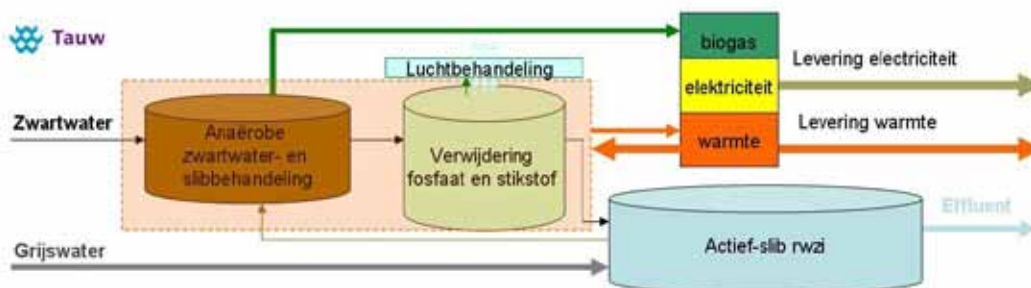 Tauw
biogas
elektriciteit
warmte
Levering electriciteit
Levering warmte
Luchtbehandeling
Zwartwater
Anaërobe
zwartwater- en
slibbehandeling
Verwijdering
fosfaat en stikstof
Effluent
Actief-slib rwzi
Grijswater